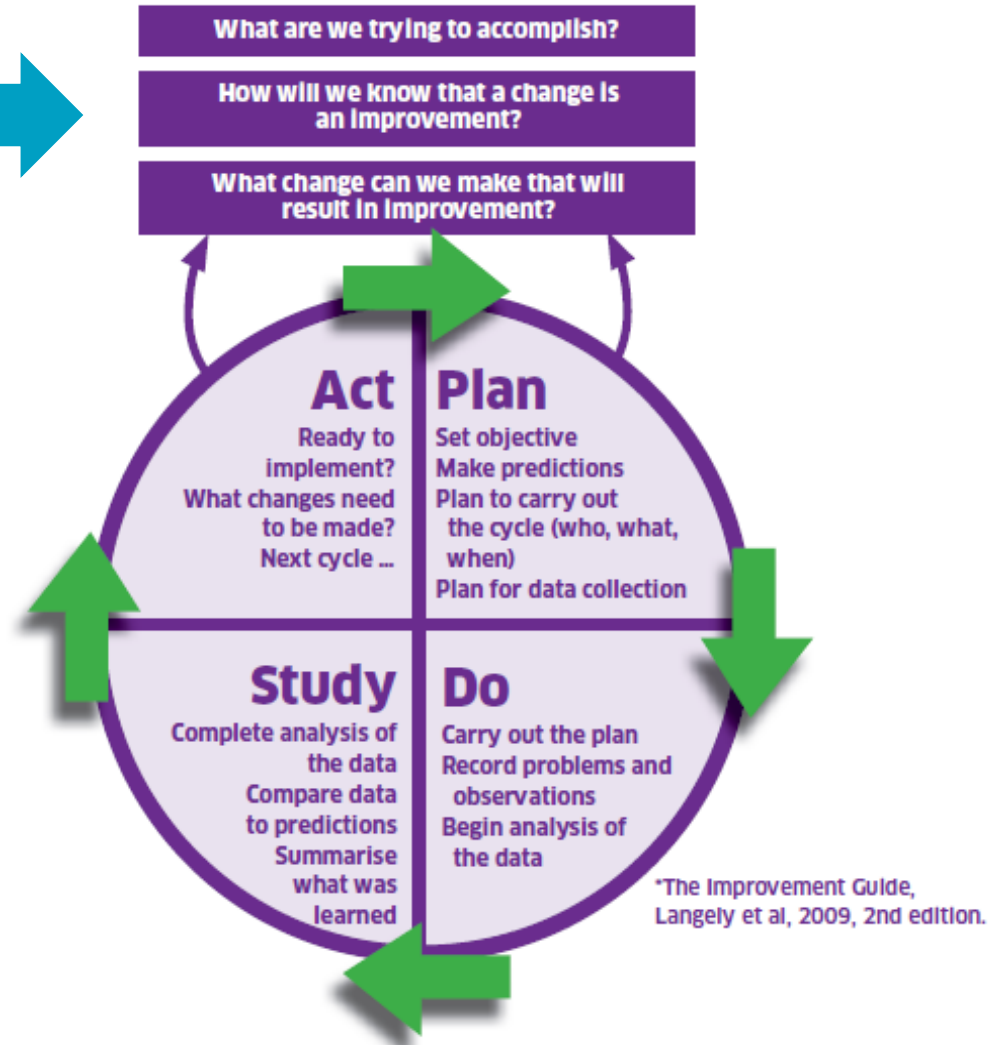 What are we trying to accomplish?
How will we know that a change is
an improvement?
What change can we make that will
result in improvement?
Act
Ready to
implement?
What changes need
to be made?
Next cycle ...
Plan
Set objective
Make predictions
Plan to carry out
the cycle (who, what,
when)
Plan for data collection
Study
Complete analysis of
the data
Compare data
to predictions
Summarise
what was
learned
Do
Carry out the plan
Record problems and
observations
Begin analysis of
the data
*The Improvement Guide,
Langely et al, 2009, 2nd edition.